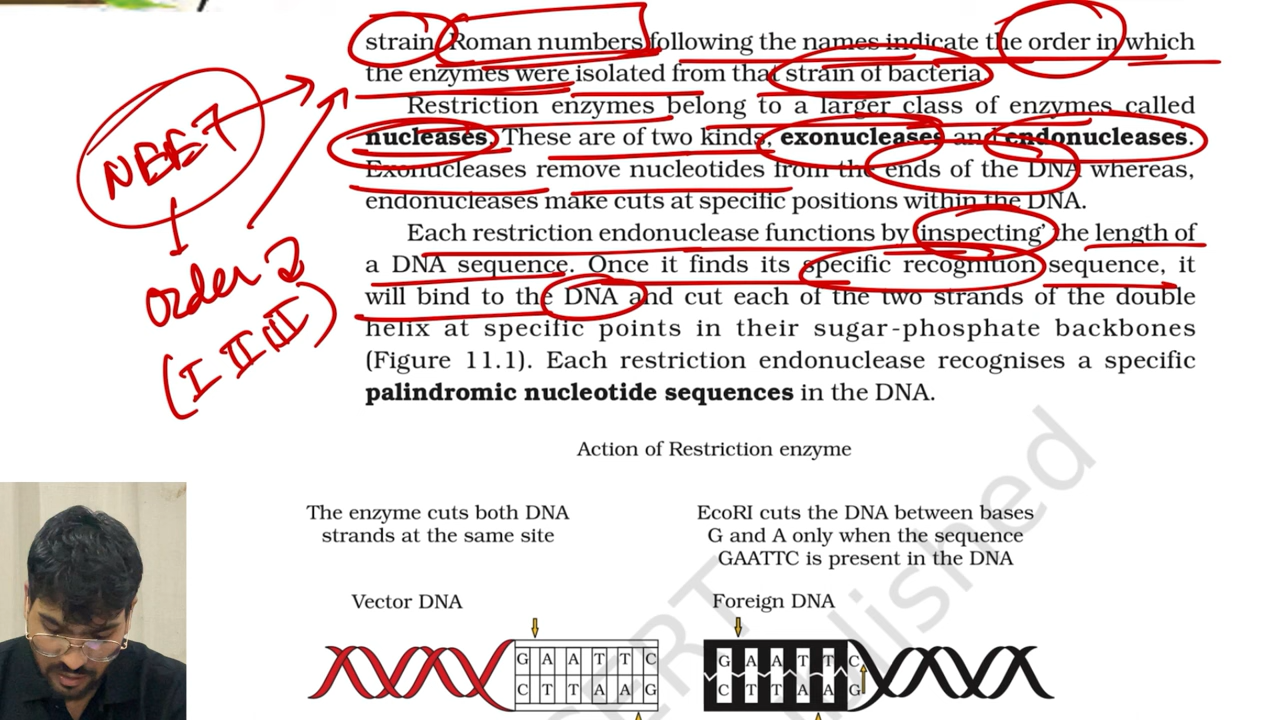 strain. Roman numbers following the names indicate the order in which
the enzymes were isolated from that strain of bacteria.
Restriction enzymes belong to a larger class of enzymes called
nucleases. These are of two kinds; exonucleases and endonucleases.
Exonucleases remove nucleotides from the ends of the DNA whereas,
endonucleases make cuts at specific positions within the DNA.
Each restriction endonuclease functions by ‘inspecting’ the length of
a DNA sequence. Once it finds its specific recognition sequence, it
will bind to the DNA and cut each of the two strands of the double
helix at specific points in their sugar-phosphate backbones
(Figure 11.1). Each restriction endonuclease recognises a specific
palindromic nucleotide sequences in the DNA.
NEET
order
(I II III)
Action of Restriction enzyme
The enzyme cuts both DNA
strands at the same site
EcoRI cuts the DNA between bases
G and A only when the sequence
GAATTC is present in the DNA
Vector DNA
Foreign DNA
G A A T T C
C T T A A G
G A A T T C
C T T A A G